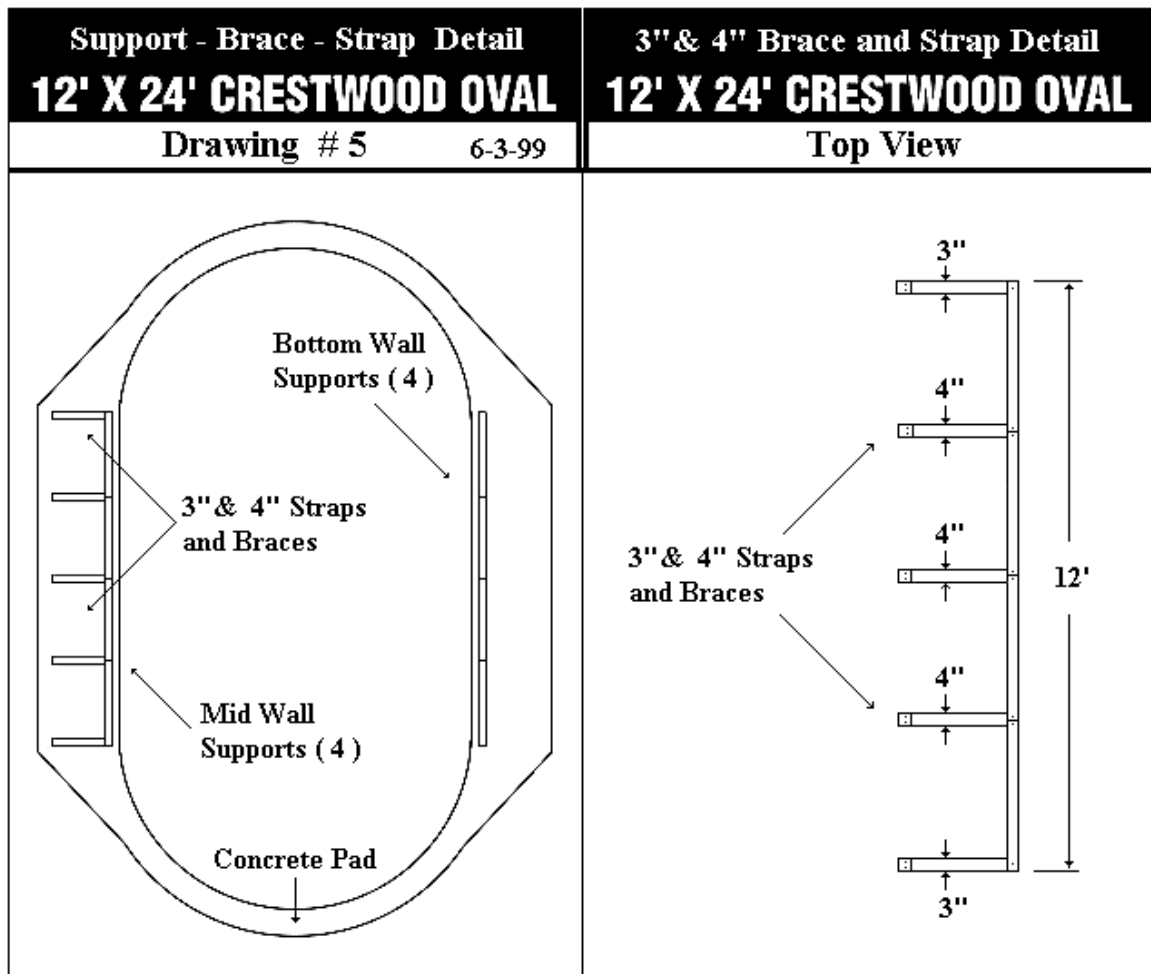 Support - Brace - Strap Detail
12' X 24' CRESTWOOD OVAL
Drawing # 5 6-3-99
Bottom Wall
Supports ( 4 )
3"& 4" Straps
and Braces
Mid Wall
Supports ( 4 )
Concrete Pad
3"& 4" Brace and Strap Detail
12' X 24' CRESTWOOD OVAL
Top View
3"
4"
4"
3"& 4" Straps
and Braces
12'
4"
3"